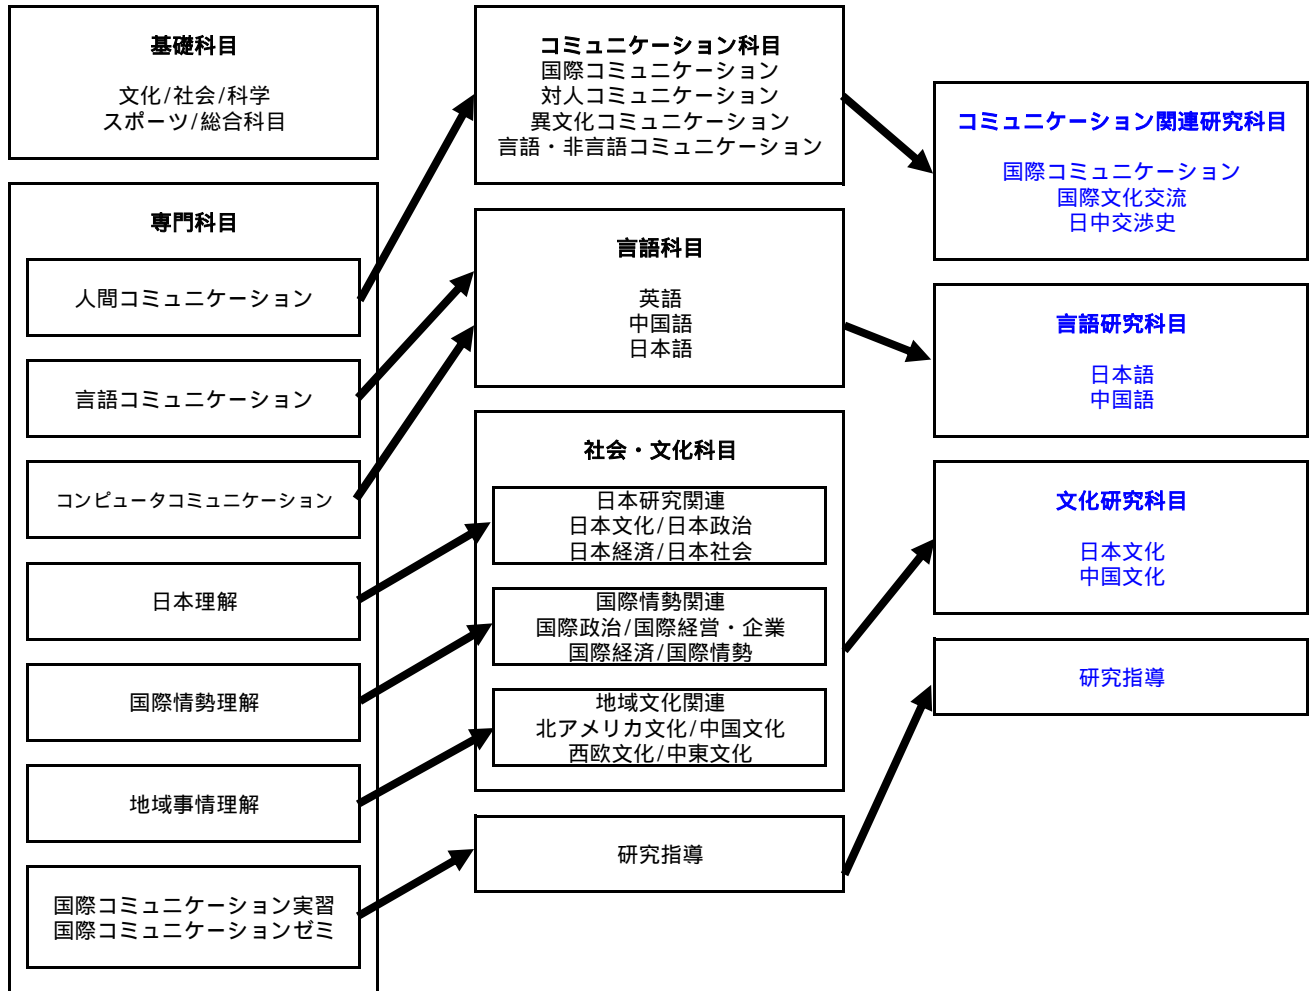 基礎科目
文化/社会/科学
スポーツ/総合科目
専門科目
人間コミュニケーション
言語コミュニケーション
コンピュータコミュニケーション
日本理解
国際情勢理解
地域事情理解
国際コミュニケーション実習
国際コミュニケーションゼミ
コミュニケーション科目
国際コミュニケーション
対人コミュニケーション
異文化コミュニケーション
言語・非言語コミュニケーション
言語科目
英語
中国語
日本語
社会・文化科目
日本研究関連
日本文化/日本政治
日本経済/日本社会
国際情勢関連
国際政治/国際経営・企業
国際経済/国際情勢
地域文化関連
北アメリカ文化/中国文化
西欧文化/中東文化
研究指導
コミュニケーション関連研究科目
国際コミュニケーション
国際文化交流
日中交渉史
言語研究科目
日本語
中国語
文化研究科目
日本文化
中国文化
研究指導